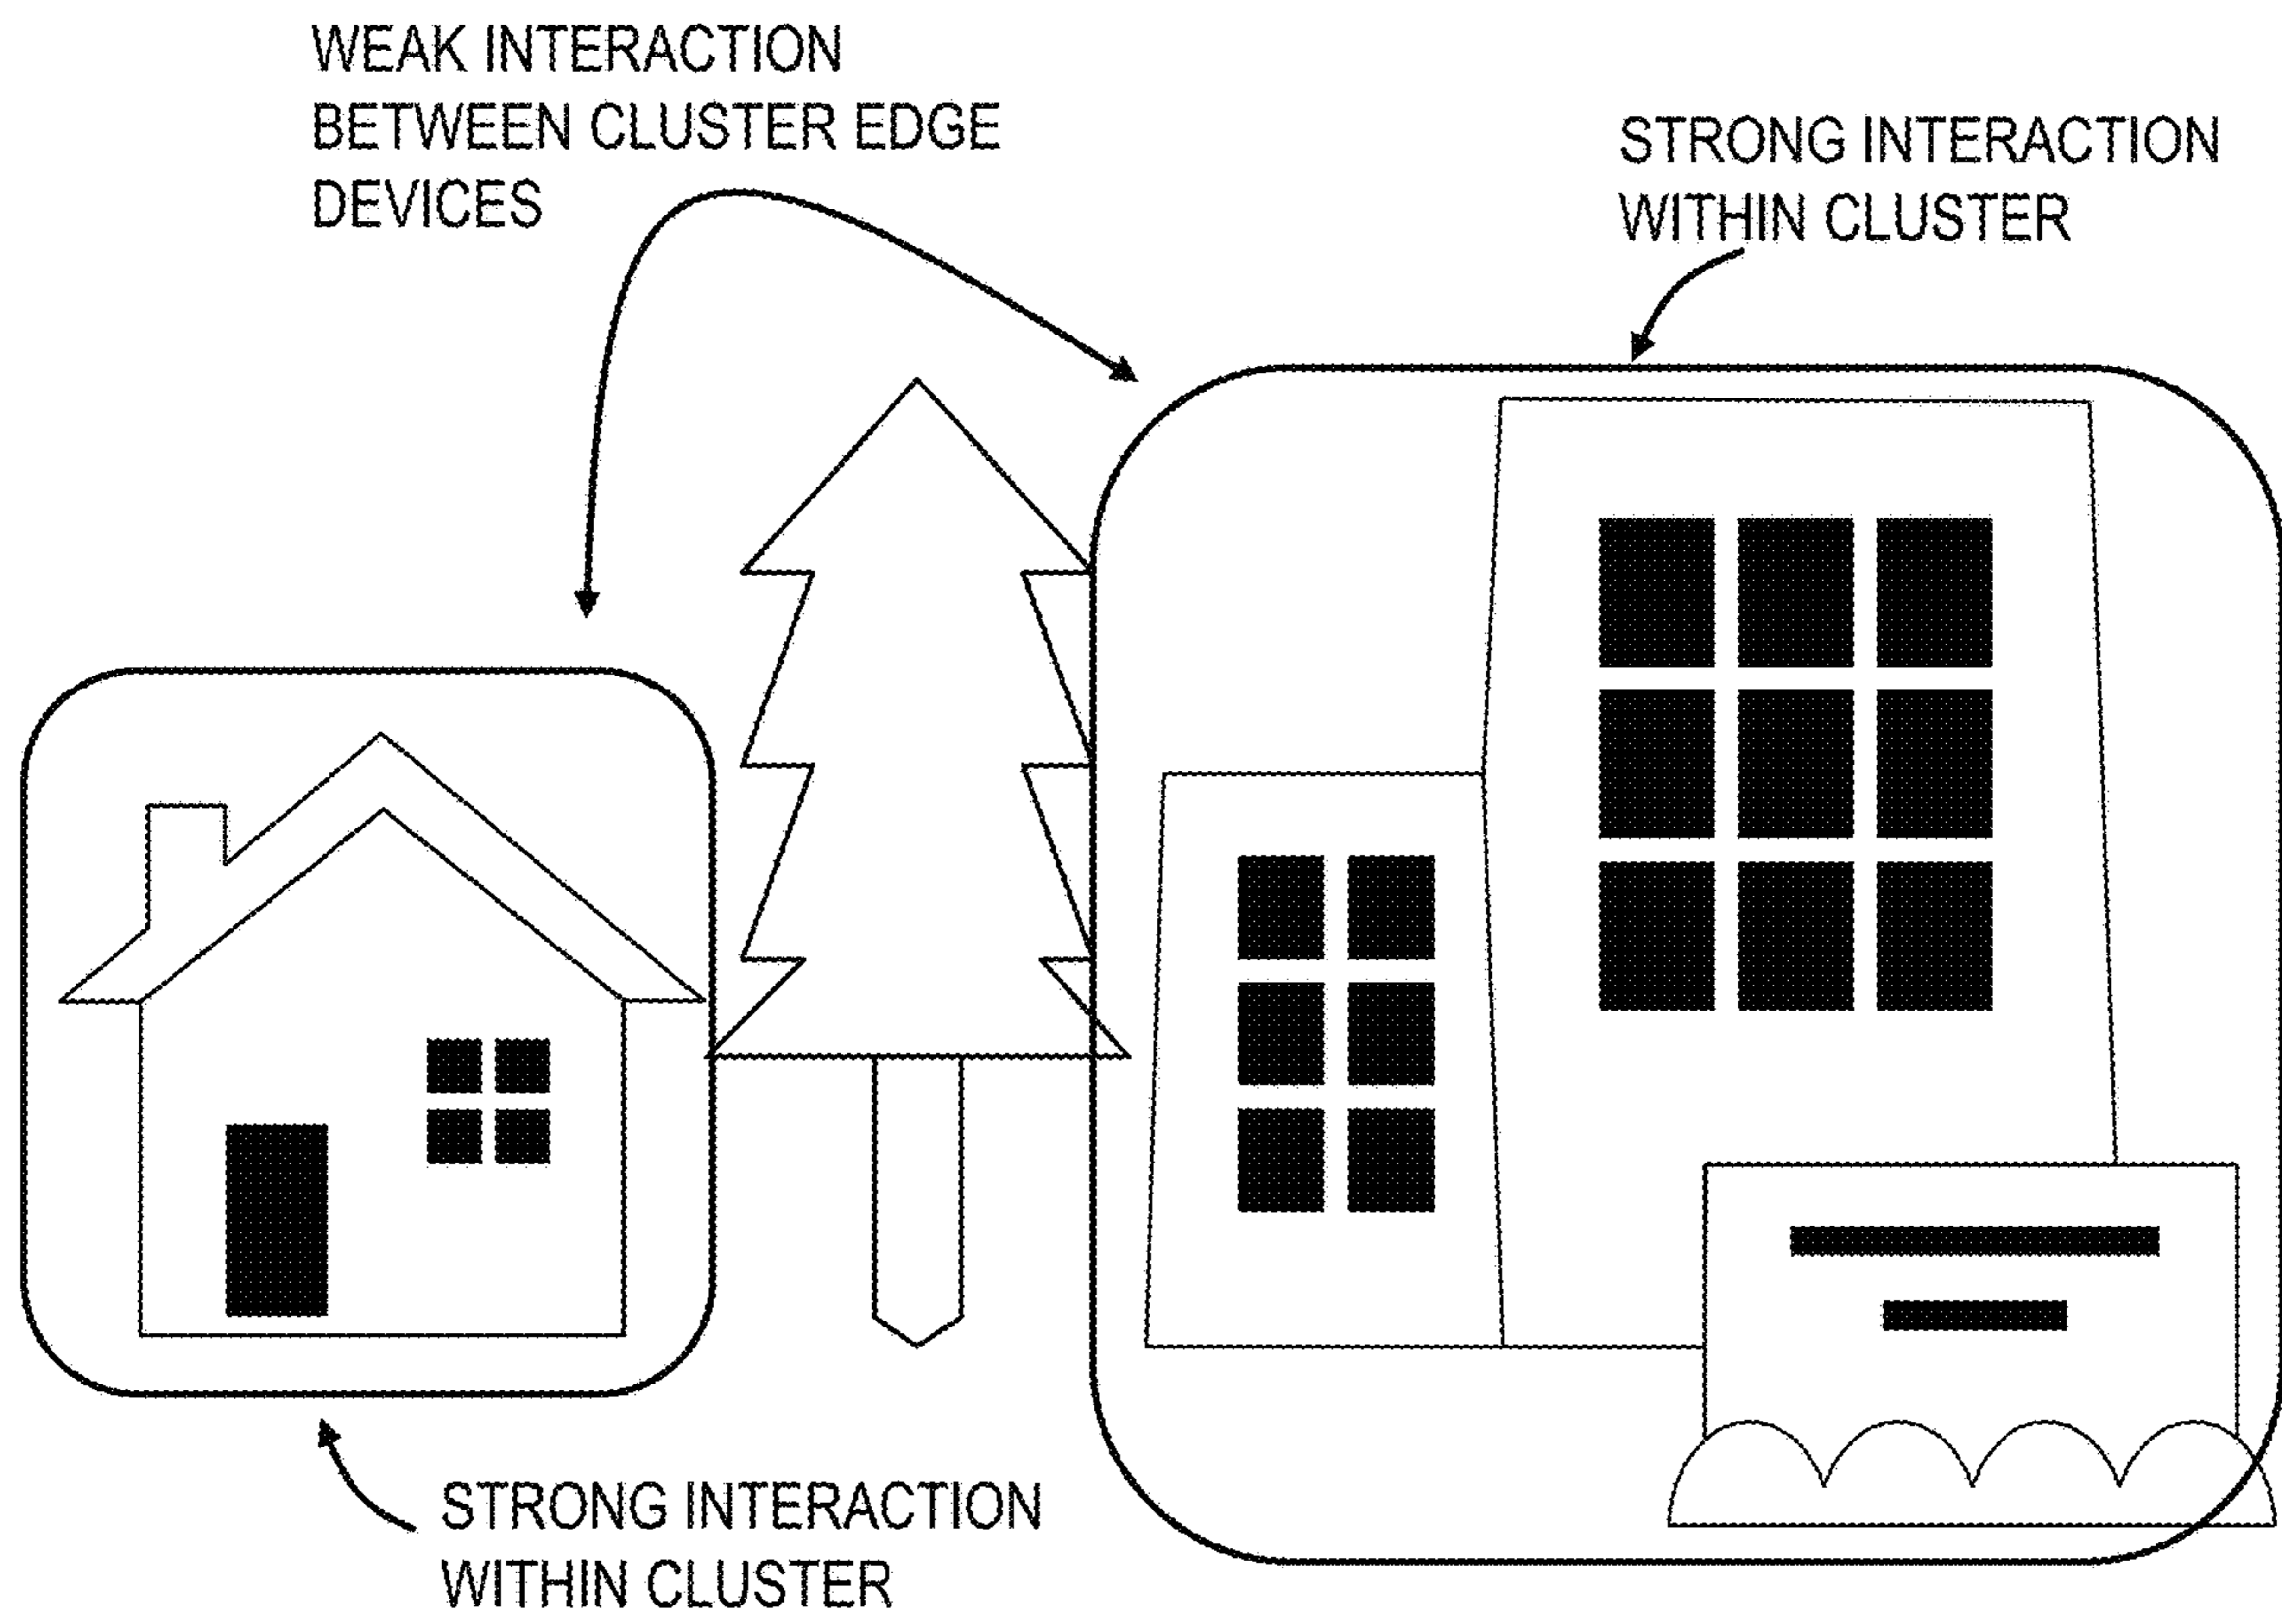 WEAK INTERACTION
BETWEEN CLUSTER EDGE
DEVICES
STRONG INTERACTION
WITHIN CLUSTER
STRONG INTERACTION
WITHIN CLUSTER